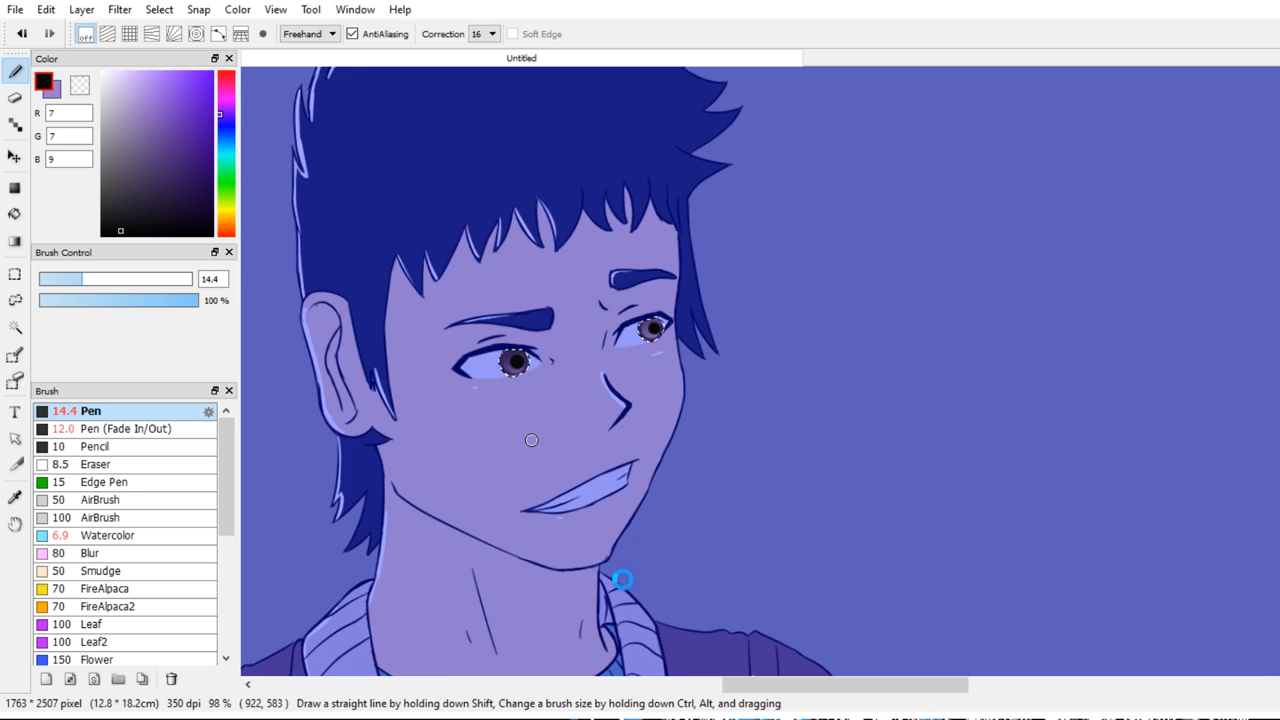 File Edit Layer Filter Select Snap Color View Tool Window Help
off Freehand AntiAliasing Correction 16 Soft Edge
Color
Untitled
R 7
G 7
B 9
Brush Control
14.4
100 %
Brush
14.4 Pen
12.0 Pen (Fade In/Out)
10 Pencil
8.5 Eraser
15 Edge Pen
50 AirBrush
100 AirBrush
6.9 Watercolor
80 Blur
50 Smudge
70 FireAlpaca
70 FireAlpaca2
100 Leaf
100 Leaf2
150 Flower
T
S
1763 * 2507 pixel (12.8 * 18.2cm) 350 dpi 98 % ( 922, 583 ) Draw a straight line by holding down Shift, Change a brush size by holding down Ctrl, Alt, and dragging